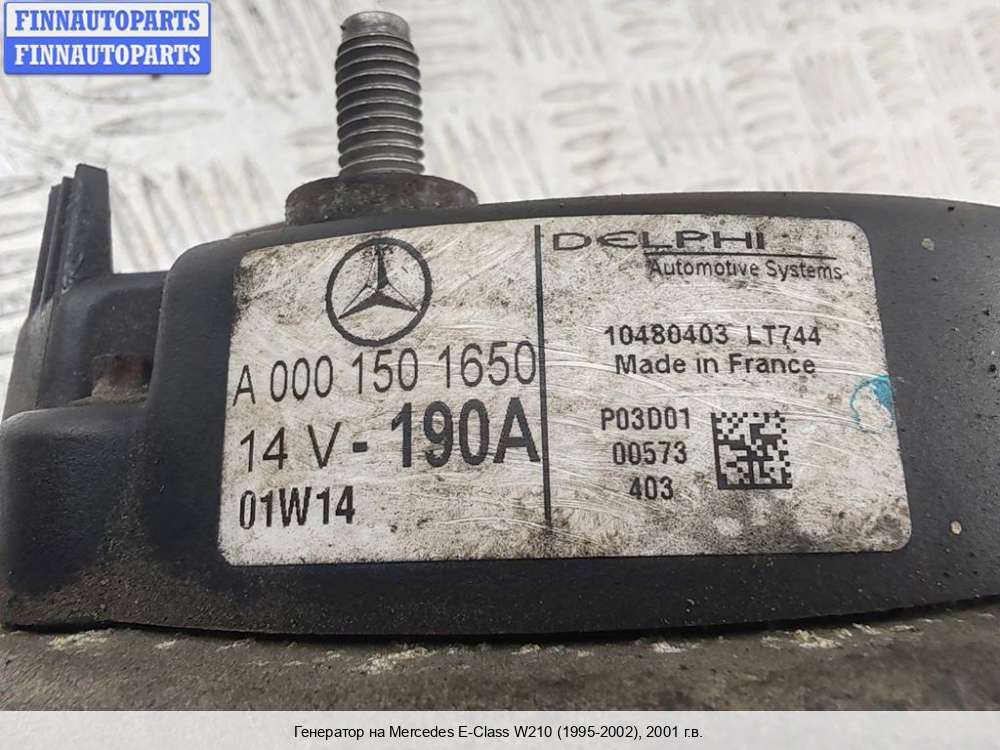 FINNAUTOPARTS
FINNAUTOPARTS
A 000 150 1650
14 V - 190A
01W14
DELPHI
Automotive Systems
10480403 LT744
Made in France
P03D01
00573
403
Генератор на Mercedes E-Class W210 (1995-2002), 2001 г.в.